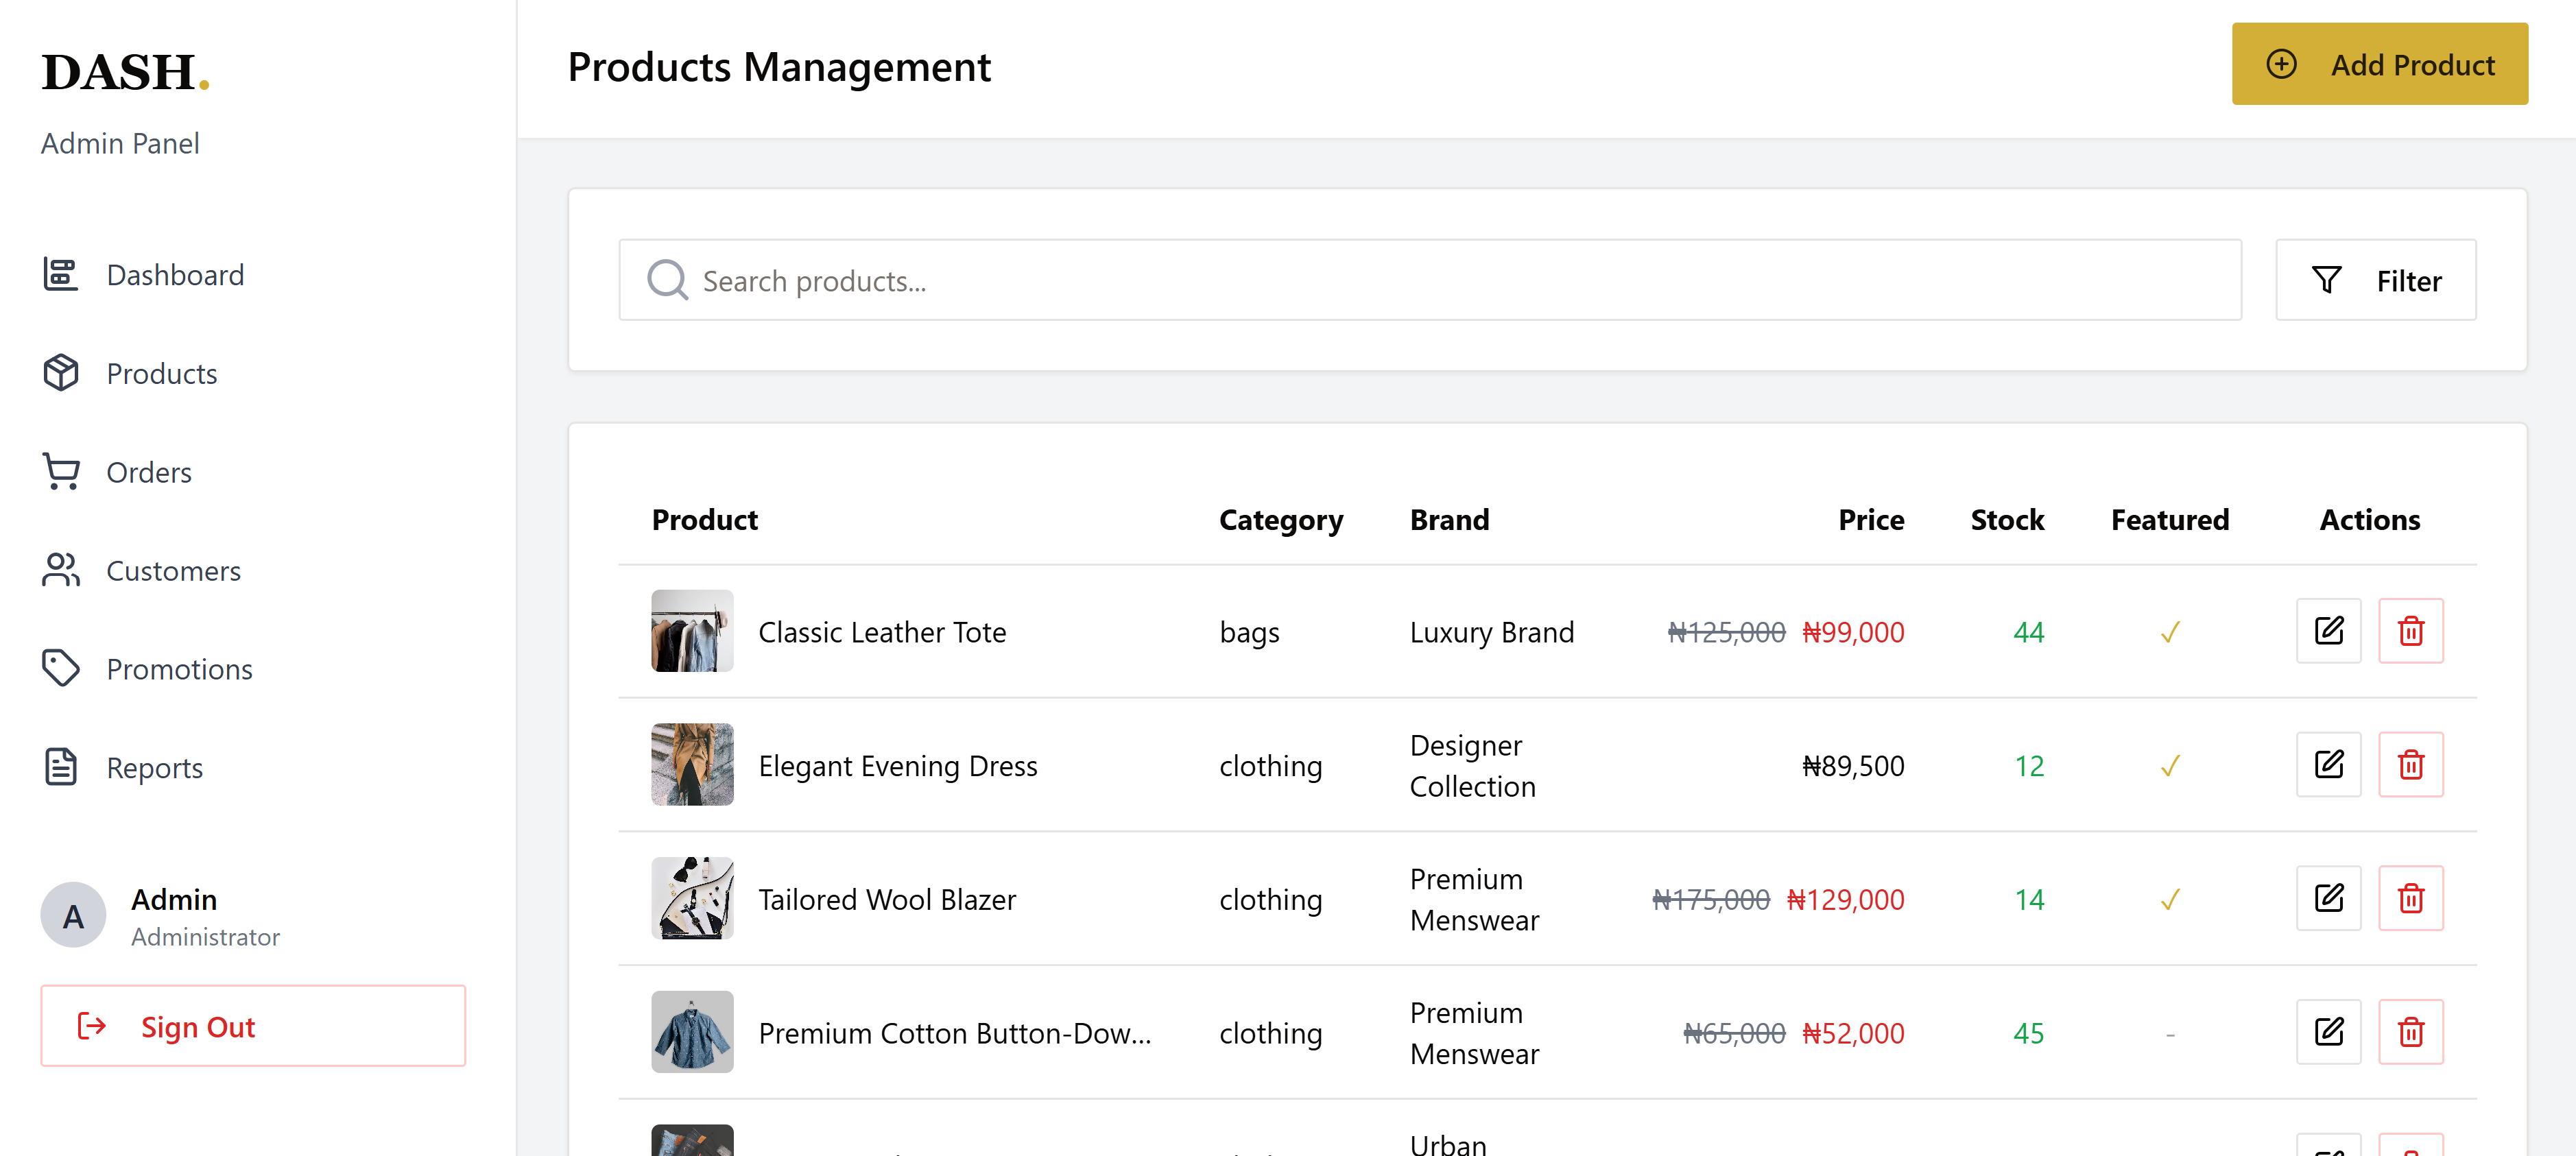 DASH.
Admin Panel
Dashboard
Products
Orders
Customers
Promotions
Reports
A
Admin
Administrator
Sign Out
Products Management
Add Product
Search products...
Filter
Product Category Brand Price Stock Featured Actions
Classic Leather Tote bags Luxury Brand ₦125,000 ₦99,000 44 ✓
Elegant Evening Dress clothing Designer Collection ₦89,500 12 ✓
Tailored Wool Blazer clothing Premium Menswear ₦175,000 ₦129,000 14 ✓
Premium Cotton Button-Dow... clothing Premium Menswear ₦65,000 ₦52,000 45 -
Urban